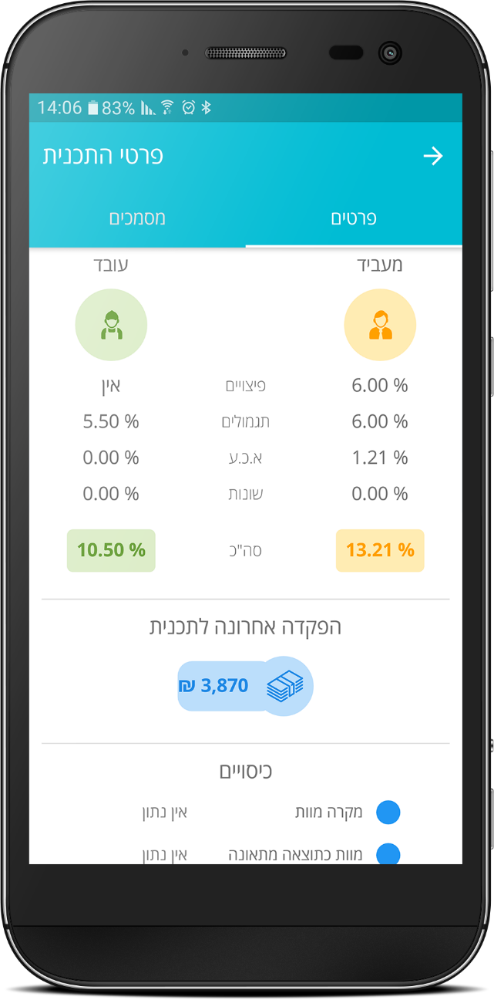 14:06 83%
פרטי התכנית
פרטים מסמכים
מעביד עובד
6.00 % פיצויים אין
6.00 % תגמולים 5.50 %
1.21 % א.כ.ע 0.00 %
0.00 % שונות 0.00 %
13.21 % סה"כ 10.50 %
הפקדה אחרונה לתכנית
3,870 ₪
כיסויים
מקרה מוות אין נתון
מוות כתוצאה מתאונה אין נתון